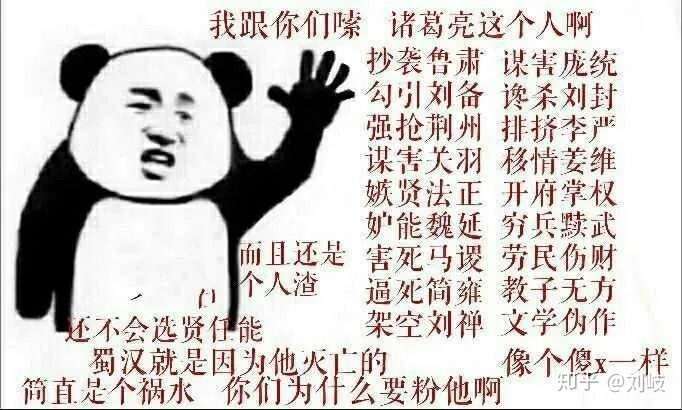 我跟你们嗦 诸葛亮这个人啊
抄袭鲁肃 谋害庞统
勾引刘备 谗杀刘封
强抢荆州 排挤李严
谋害关羽 移情姜维
嫉贤法正 开府掌权
妒能魏延 穷兵黩武
害死马谡 劳民伤财
逼死简雍 教子无方
架空刘禅 文学伪作
而且还是
个人渣
还不会选贤任能
蜀汉就是因为他灭亡的 像个傻x一样
简直是个祸水 你们为什么要粉他啊
知乎 @刘岐